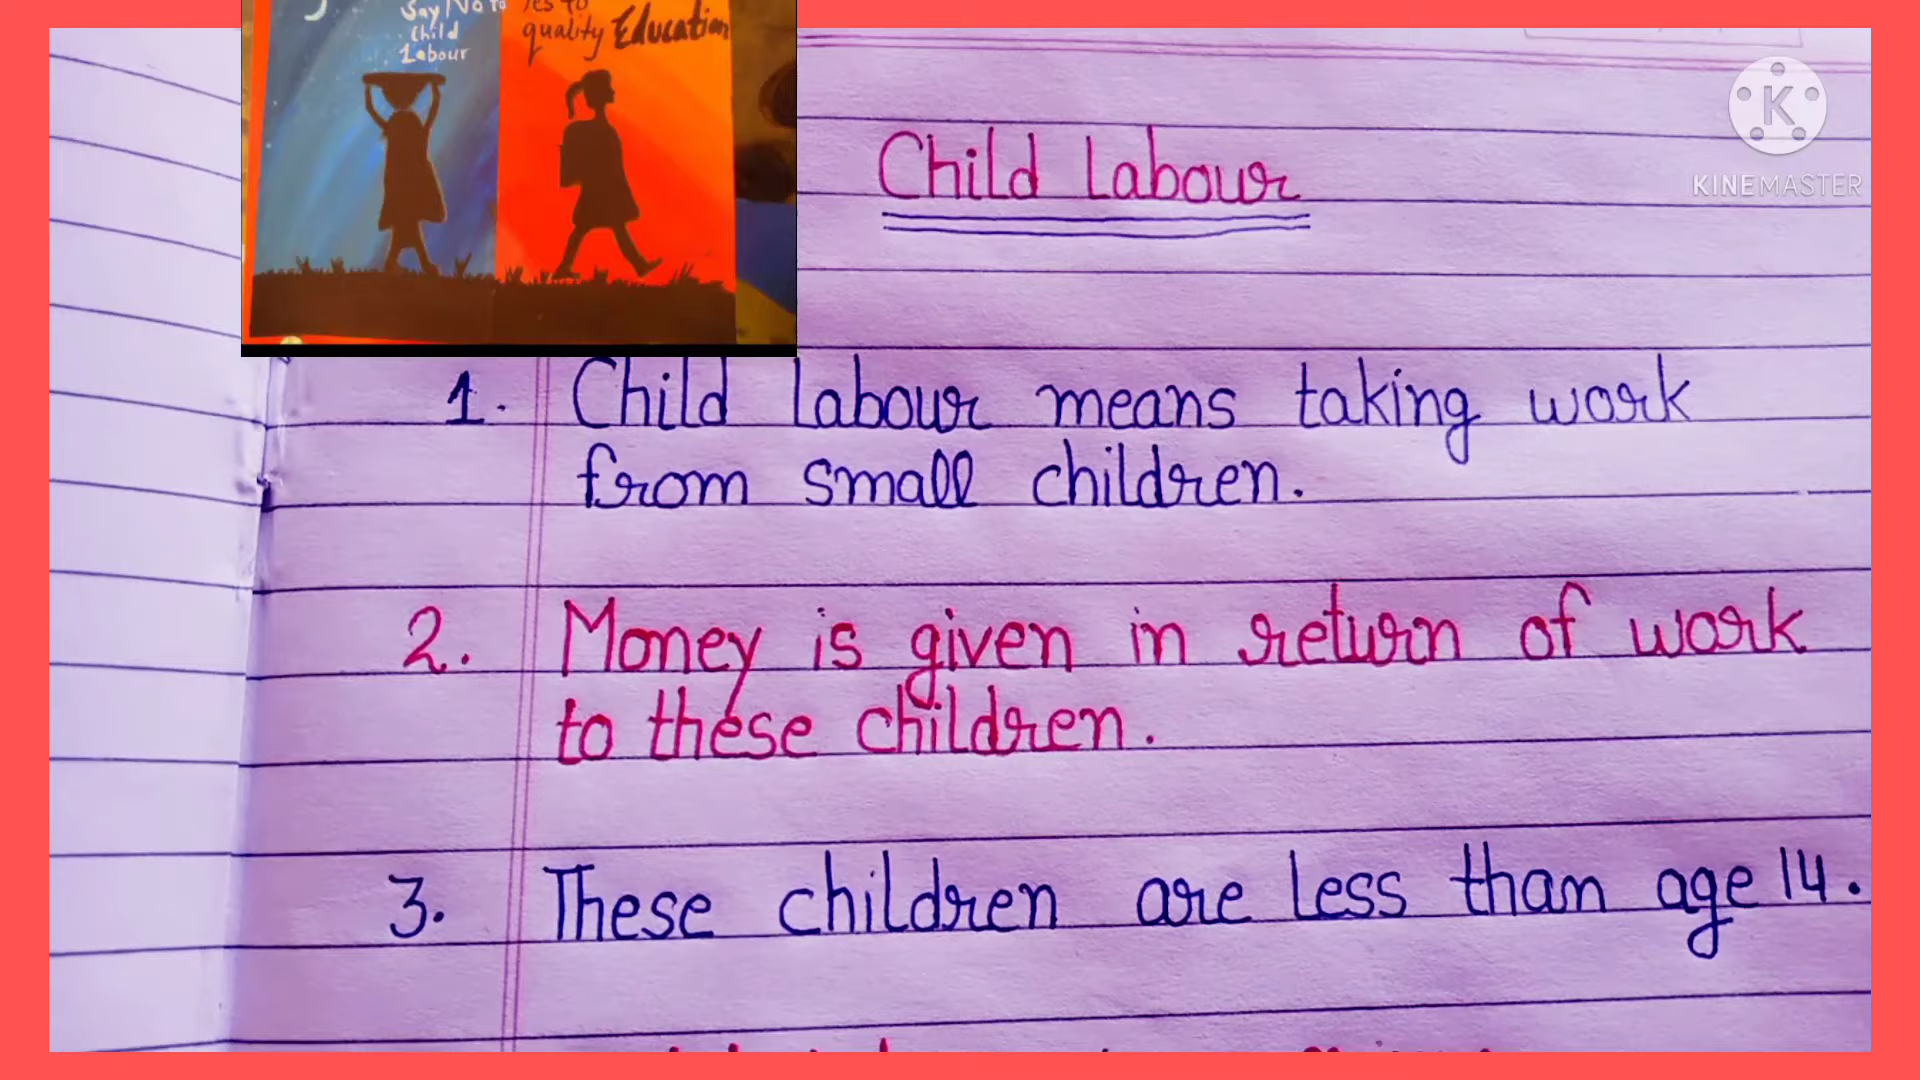 Say No to
Child
Labour
Yes to
quality Education
KINEMASTER
Child Labour
1. Child labour means taking work
from small children.
2. Money is given in return of work
to these children.
3. These children are less than age 14.